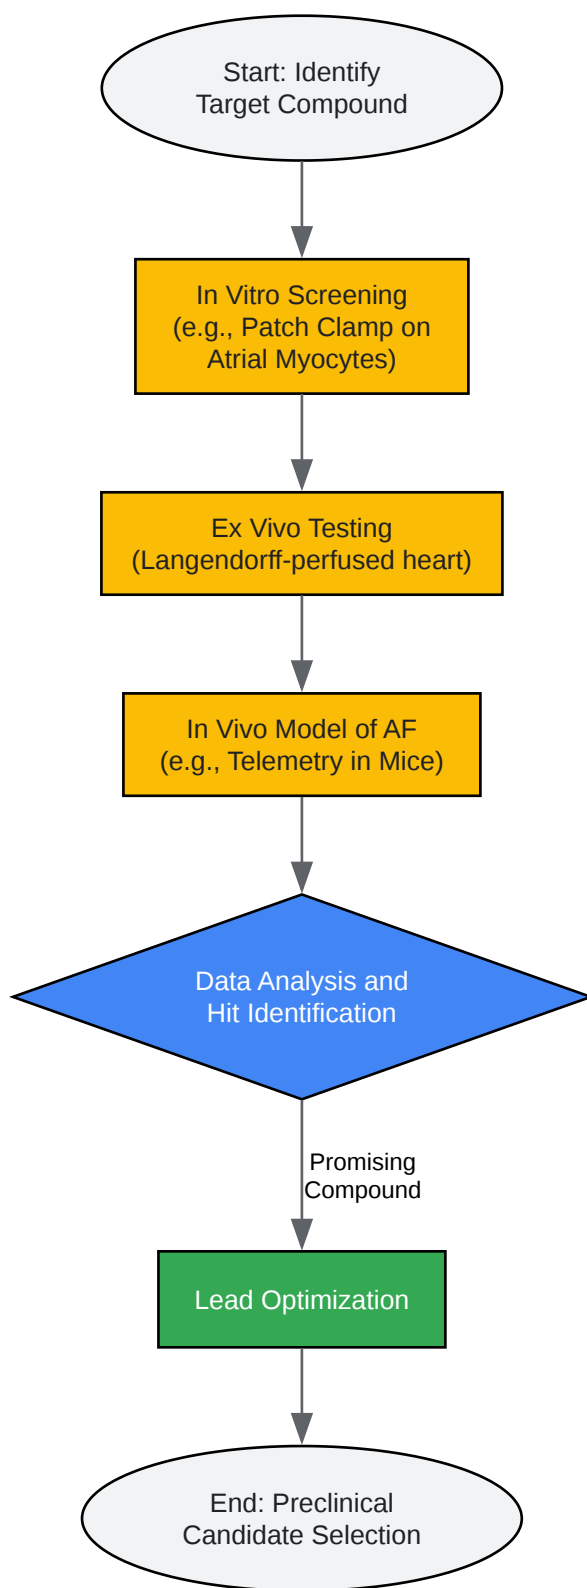 Start: Identify
Target Compound
In Vitro Screening
(e.g., Patch Clamp on
Atrial Myocytes)
Ex Vivo Testing
(Langendorff-perfused heart)
In Vivo Model of AF
(e.g., Telemetry in Mice)
Data Analysis and
Hit Identification
Promising
Compound
Lead Optimization
End: Preclinical
Candidate Selection